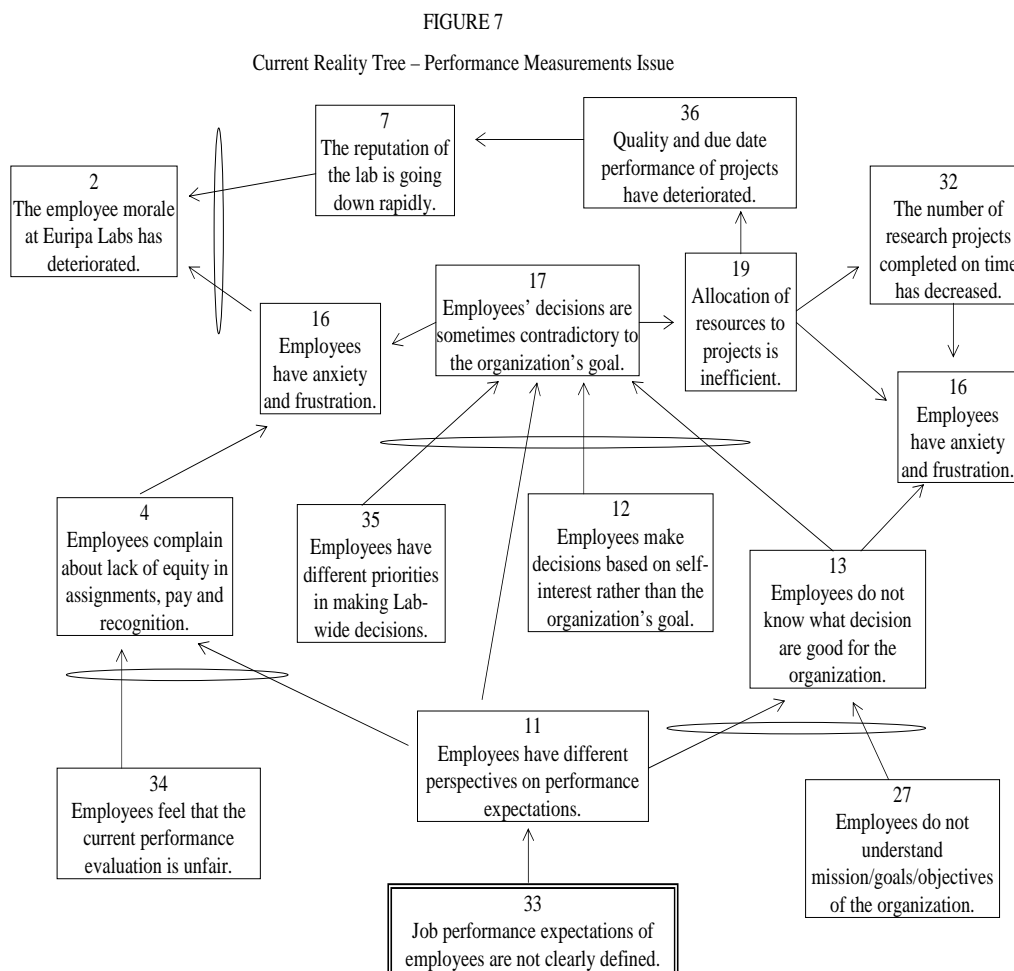 FIGURE 7
Current Reality Tree – Performance Measurements Issue
36
Quality and due date
performance of projects
have deteriorated.
7
The reputation of
the lab is going
down rapidly.
2
The employee morale
at Euripa Labs has
deteriorated.
32
The number of
research projects
completed on time
has decreased.
17
Employees’ decisions are
sometimes contradictory to
the organization’s goal.
19
Allocation of
resources to
projects is
inefficient.
16
Employees
have anxiety
and frustration.
16
Employees
have anxiety
and frustration.
4
Employees complain
about lack of equity in
assignments, pay and
recognition.
35
Employees have
different priorities
in making Lab-
wide decisions.
12
Employees make
decisions based on self-
interest rather than the
organization’s goal.
13
Employees do not
know what decision
are good for the
organization.
11
Employees have different
perspectives on performance
expectations.
34
Employees feel that the
current performance
evaluation is unfair.
27
Employees do not
understand
mission/goals/objectives
of the organization.
33
Job performance expectations of
employees are not clearly defined.